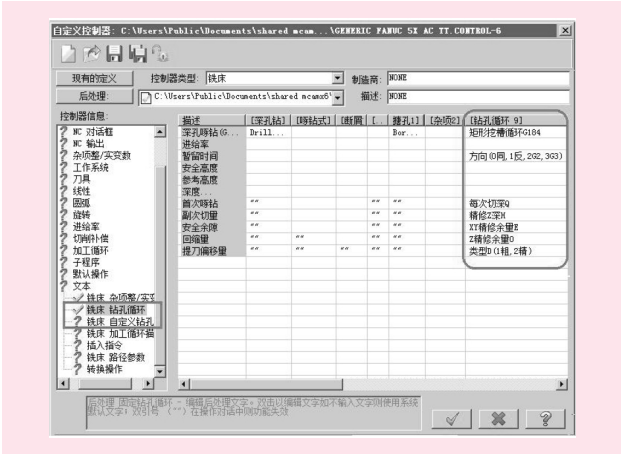 自定义控制器: C:\Users\Public\Documents\shared mcam...\GENERIC FANUC 5X AC TT.CONTROL-6
现有的定义 控制器类型: 铣床 制造商: NONE
后处理: C:\Users\Public\Documents\shared mcamx6\ 描述: NONE
控制器信息:
NC 对话框
NC 输出
杂项整/实变数
工作系统
刀具
线性
圆弧
旋转
进给率
切削补偿
加工循环
子程序
默认操作
文本
铣床 杂项整/实变
铣床 钻孔循环
铣床 自定义钻孔
铣床 加工循环描
插入指令
铣床 路径参数
转换操作
描述 [深孔钻] [啄钻式] [断屑 [.. 搪孔1] [杂项2] [钻孔循环 9]
深孔啄钻(G... Drill... Bor... 矩形挖槽循环G184
进给率
暂留时间 方向(0同,1反,2G2,3G3)
安全高度
参考高度
深度...
首次啄钻 "" "" "" 每次切深Q
副次切量 "" "" "" 精修Z深M
安全余隙 "" "" "" XY精修余量E
回缩量 "" "" "" "" Z精修余量O
提刀偏移量 "" "" "" "" "" 类型D(1粗,2精)
后处理 固定钻孔循环 - 编辑后处理文字。双击以编辑文字如不输入文字则使用系统
默认文字; 双引号 ("") 在操作对话中则功能失效